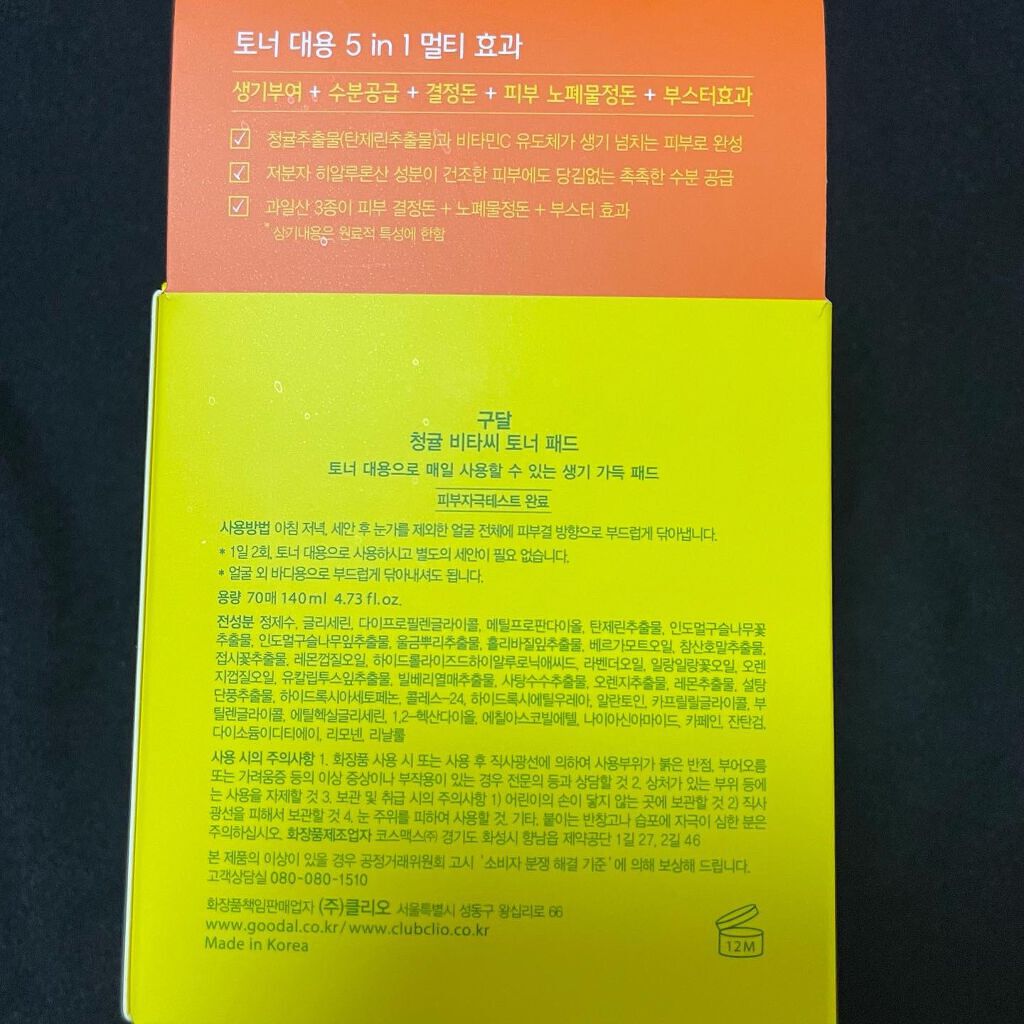 토너 대용 5 in 1 멀티 효과
생기부여 + 수분공급 + 결정돈 + 피부 노폐물정돈 + 부스터효과
청귤추출물(탄제린추출물)과 비타민C 유도체가 생기 넘치는 피부로 완성
저분자 히알루론산 성분이 건조한 피부에도 당김없는 촉촉한 수분 공급
과일산 3종이 피부 결정돈 + 노폐물정돈 + 부스터 효과
* 상기내용은 원료적 특성에 한함
구달
청귤 비타씨 토너 패드
토너 대용으로 매일 사용할 수 있는 생기 가득 패드
피부자극테스트 완료
사용방법 아침 저녁, 세안 후 눈가를 제외한 얼굴 전체에 피부결 방향으로 부드럽게 닦아냅니다.
* 1일 2회, 토너 대용으로 사용하시고 별도의 세안이 필요 없습니다.
* 얼굴 외 바디용으로 부드럽게 닦아내셔도 됩니다.
용량 70매 140ml 4.73 fl.oz.
전성분 정제수, 글리세린, 다이프로필렌글라이콜, 메틸프로판다이올, 탄제린추출물, 인도멀구슬나무꽃
추출물, 인도멀구슬나무잎추출물, 울금뿌리추출물, 홀리바질잎추출물, 베르가모트오일, 참산호말추출물,
접시꽃추출물, 레몬껍질오일, 하이드롤라이즈드하이알루로닉애씨드, 라벤더오일, 일랑일랑꽃오일, 오렌
지껍질오일, 유칼립투스잎추출물, 빌베리열매추출물, 사탕수수추출물, 오렌지추출물, 레몬추출물, 설탕
단풍추출물, 하이드록시아세토페논, 콜레스-24, 하이드록시에틸우레아, 알란토인, 카프릴릴글라이콜, 부
틸렌글라이콜, 에틸헥실글리세린, 1,2-헥산다이올, 에칠아스코빌에텔, 나이아신아마이드, 카페인, 잔탄검,
다이소듐이디티에이, 리모넨, 리날룰
사용 시의 주의사항 1. 화장품 사용 시 또는 사용 후 직사광선에 의하여 사용부위가 붉은 반점, 부어오름
또는 가려움증 등의 이상 증상이나 부작용이 있는 경우 전문의 등과 상담할 것 2. 상처가 있는 부위 등에
는 사용을 자제할 것 3. 보관 및 취급 시의 주의사항 1) 어린이의 손이 닿지 않는 곳에 보관할 것 2) 직사
광선을 피해서 보관할 것 4. 눈 주위를 피하여 사용할 것. 기타. 붙이는 반창고나 습포에 자극이 심한 분은
주의하십시오. 화장품제조업자 코스맥스㈜ 경기도 화성시 향남읍 제약공단 1길 27, 2길 46
본 제품의 이상이 있을 경우 공정거래위원회 고시 '소비자 분쟁 해결 기준'에 의해 보상해 드립니다.
고객상담실 080-080-1510
화장품책임판매업자 (주)클리오 서울특별시 성동구 왕십리로 66
www.goodal.co.kr/www.clubclio.co.kr
Made in Korea
12M